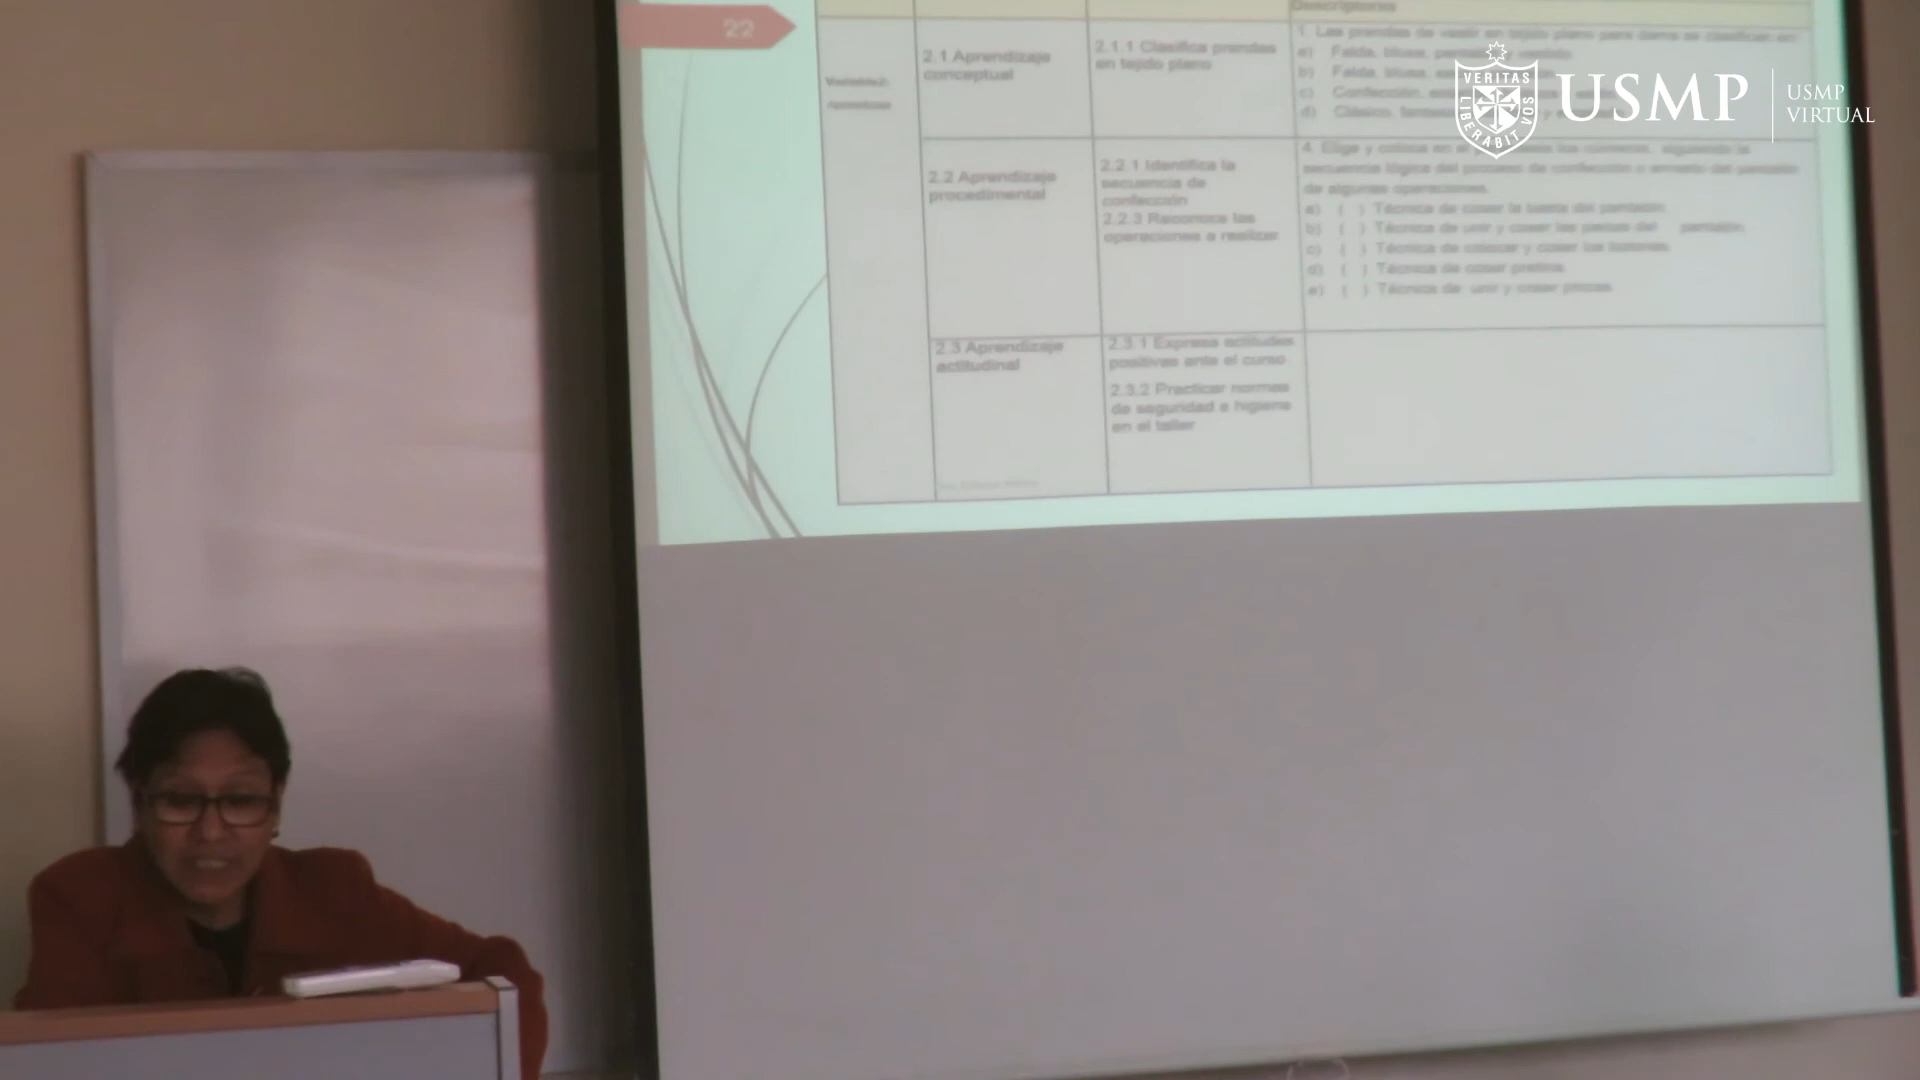 22
Descriptores
Variable2:
Aprendizaje
2.1 Aprendizaje
conceptual
2.1.1 Clasifica prendas
en tejido plano
1. Las prendas de vestir en tejido plano para dama se clasifican en:
a) Falda, blusa, pantalón y vestido.
b) Falda, blusa,
c) Confección,
d) Clásico,
2.2 Aprendizaje
procedimental
2.2.1 Identifica la
secuencia de
confección
2.2.3 Reconoce las
operaciones a realizar
4. Elige y coloca en el los números, siguiendo la
secuencia lógica del proceso de confección o armado del pantalón
de algunas operaciones.
a) ( ) Técnica de coser la basta del pantalón.
b) ( ) Técnica de unir y coser las piezas del pantalón.
c) ( ) Técnica de colocar y coser los botones.
d) ( ) Técnica de coser pretina.
e) ( ) Técnica de unir y coser pinzas.
2.3 Aprendizaje
actitudinal
2.3.1 Expresa actitudes
positivas ante el curso
2.3.2 Practicar normas
de seguridad e higiene
en el taller
VERITAS
LIBERABIT VOS
USMP
USMP
VIRTUAL